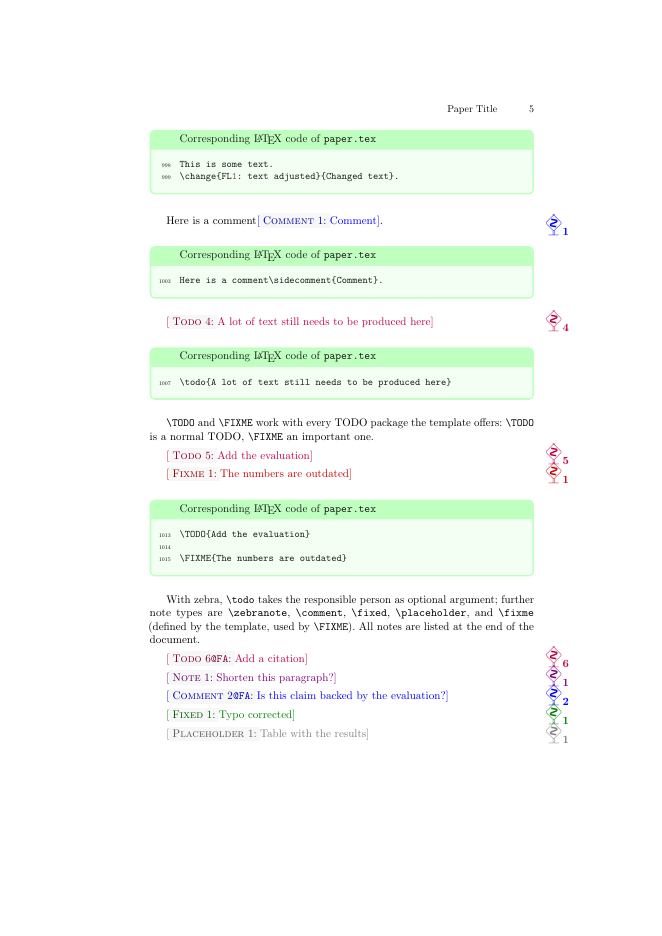 Paper Title 5
Corresponding LATEX code of paper.tex
998 This is some text.
999 \change{FL1: text adjusted}{Changed text}.
Here is a comment[ COMMENT 1: Comment].
1
Corresponding LATEX code of paper.tex
1003 Here is a comment\sidecomment{Comment}.
[ TODO 4: A lot of text still needs to be produced here]
4
Corresponding LATEX code of paper.tex
1007 \todo{A lot of text still needs to be produced here}
\TODO and \FIXME work with every TODO package the template offers: \TODO
is a normal TODO, \FIXME an important one.
[ TODO 5: Add the evaluation]
5
[ FIXME 1: The numbers are outdated]
1
Corresponding LATEX code of paper.tex
1013 \TODO{Add the evaluation}
1014
1015 \FIXME{The numbers are outdated}
With zebra, \todo takes the responsible person as optional argument; further
note types are \zebranote, \comment, \fixed, \placeholder, and \fixme
(defined by the template, used by \FIXME). All notes are listed at the end of the
document.
[ TODO 6@FA: Add a citation]
6
[ NOTE 1: Shorten this paragraph?]
1
[ COMMENT 2@FA: Is this claim backed by the evaluation?]
2
[ FIXED 1: Typo corrected]
1
[ PLACEHOLDER 1: Table with the results]
1